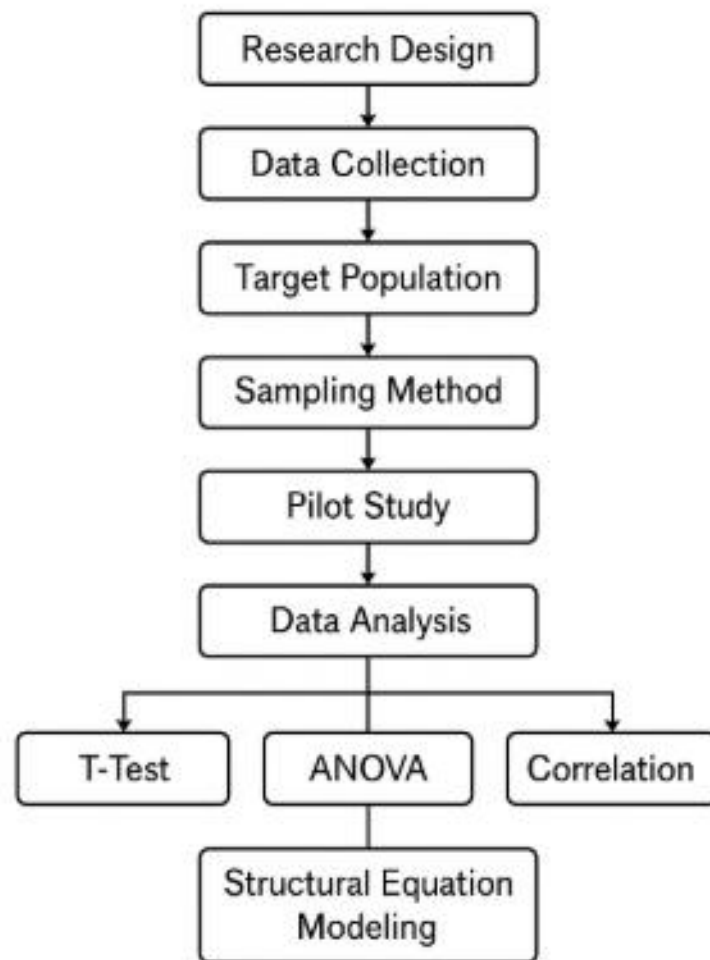 Research Design
Data Collection
Target Population
Sampling Method
Pilot Study
Data Analysis
T-Test
ANOVA
Correlation
Structural Equation
Modeling